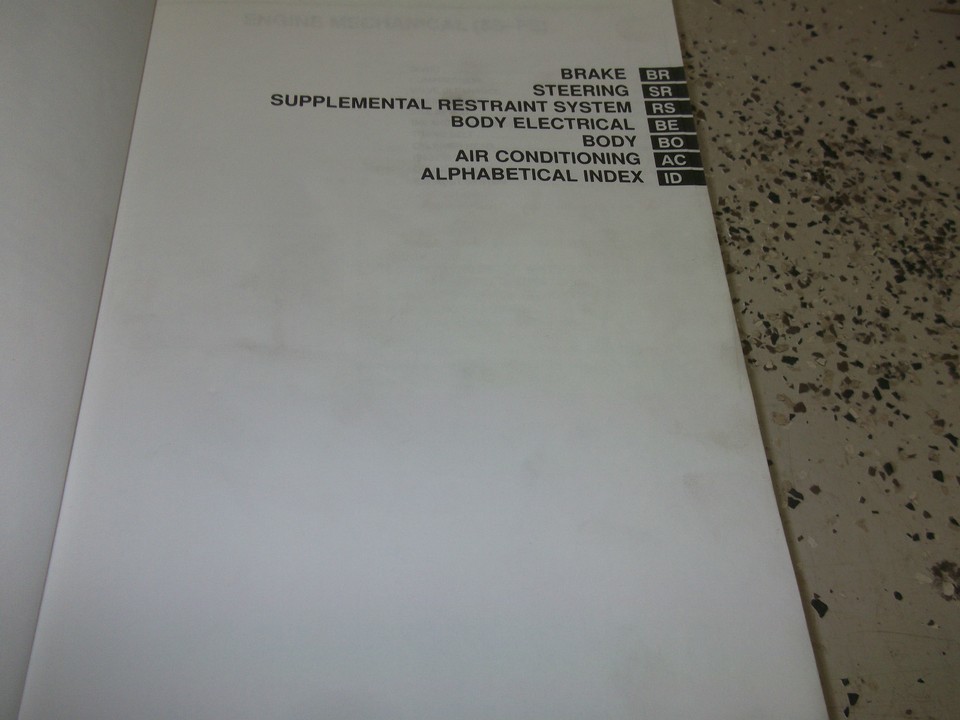 BRAKE BR
STEERING SR
SUPPLEMENTAL RESTRAINT SYSTEM RS
BODY ELECTRICAL BE
BODY BO
AIR CONDITIONING AC
ALPHABETICAL INDEX ID